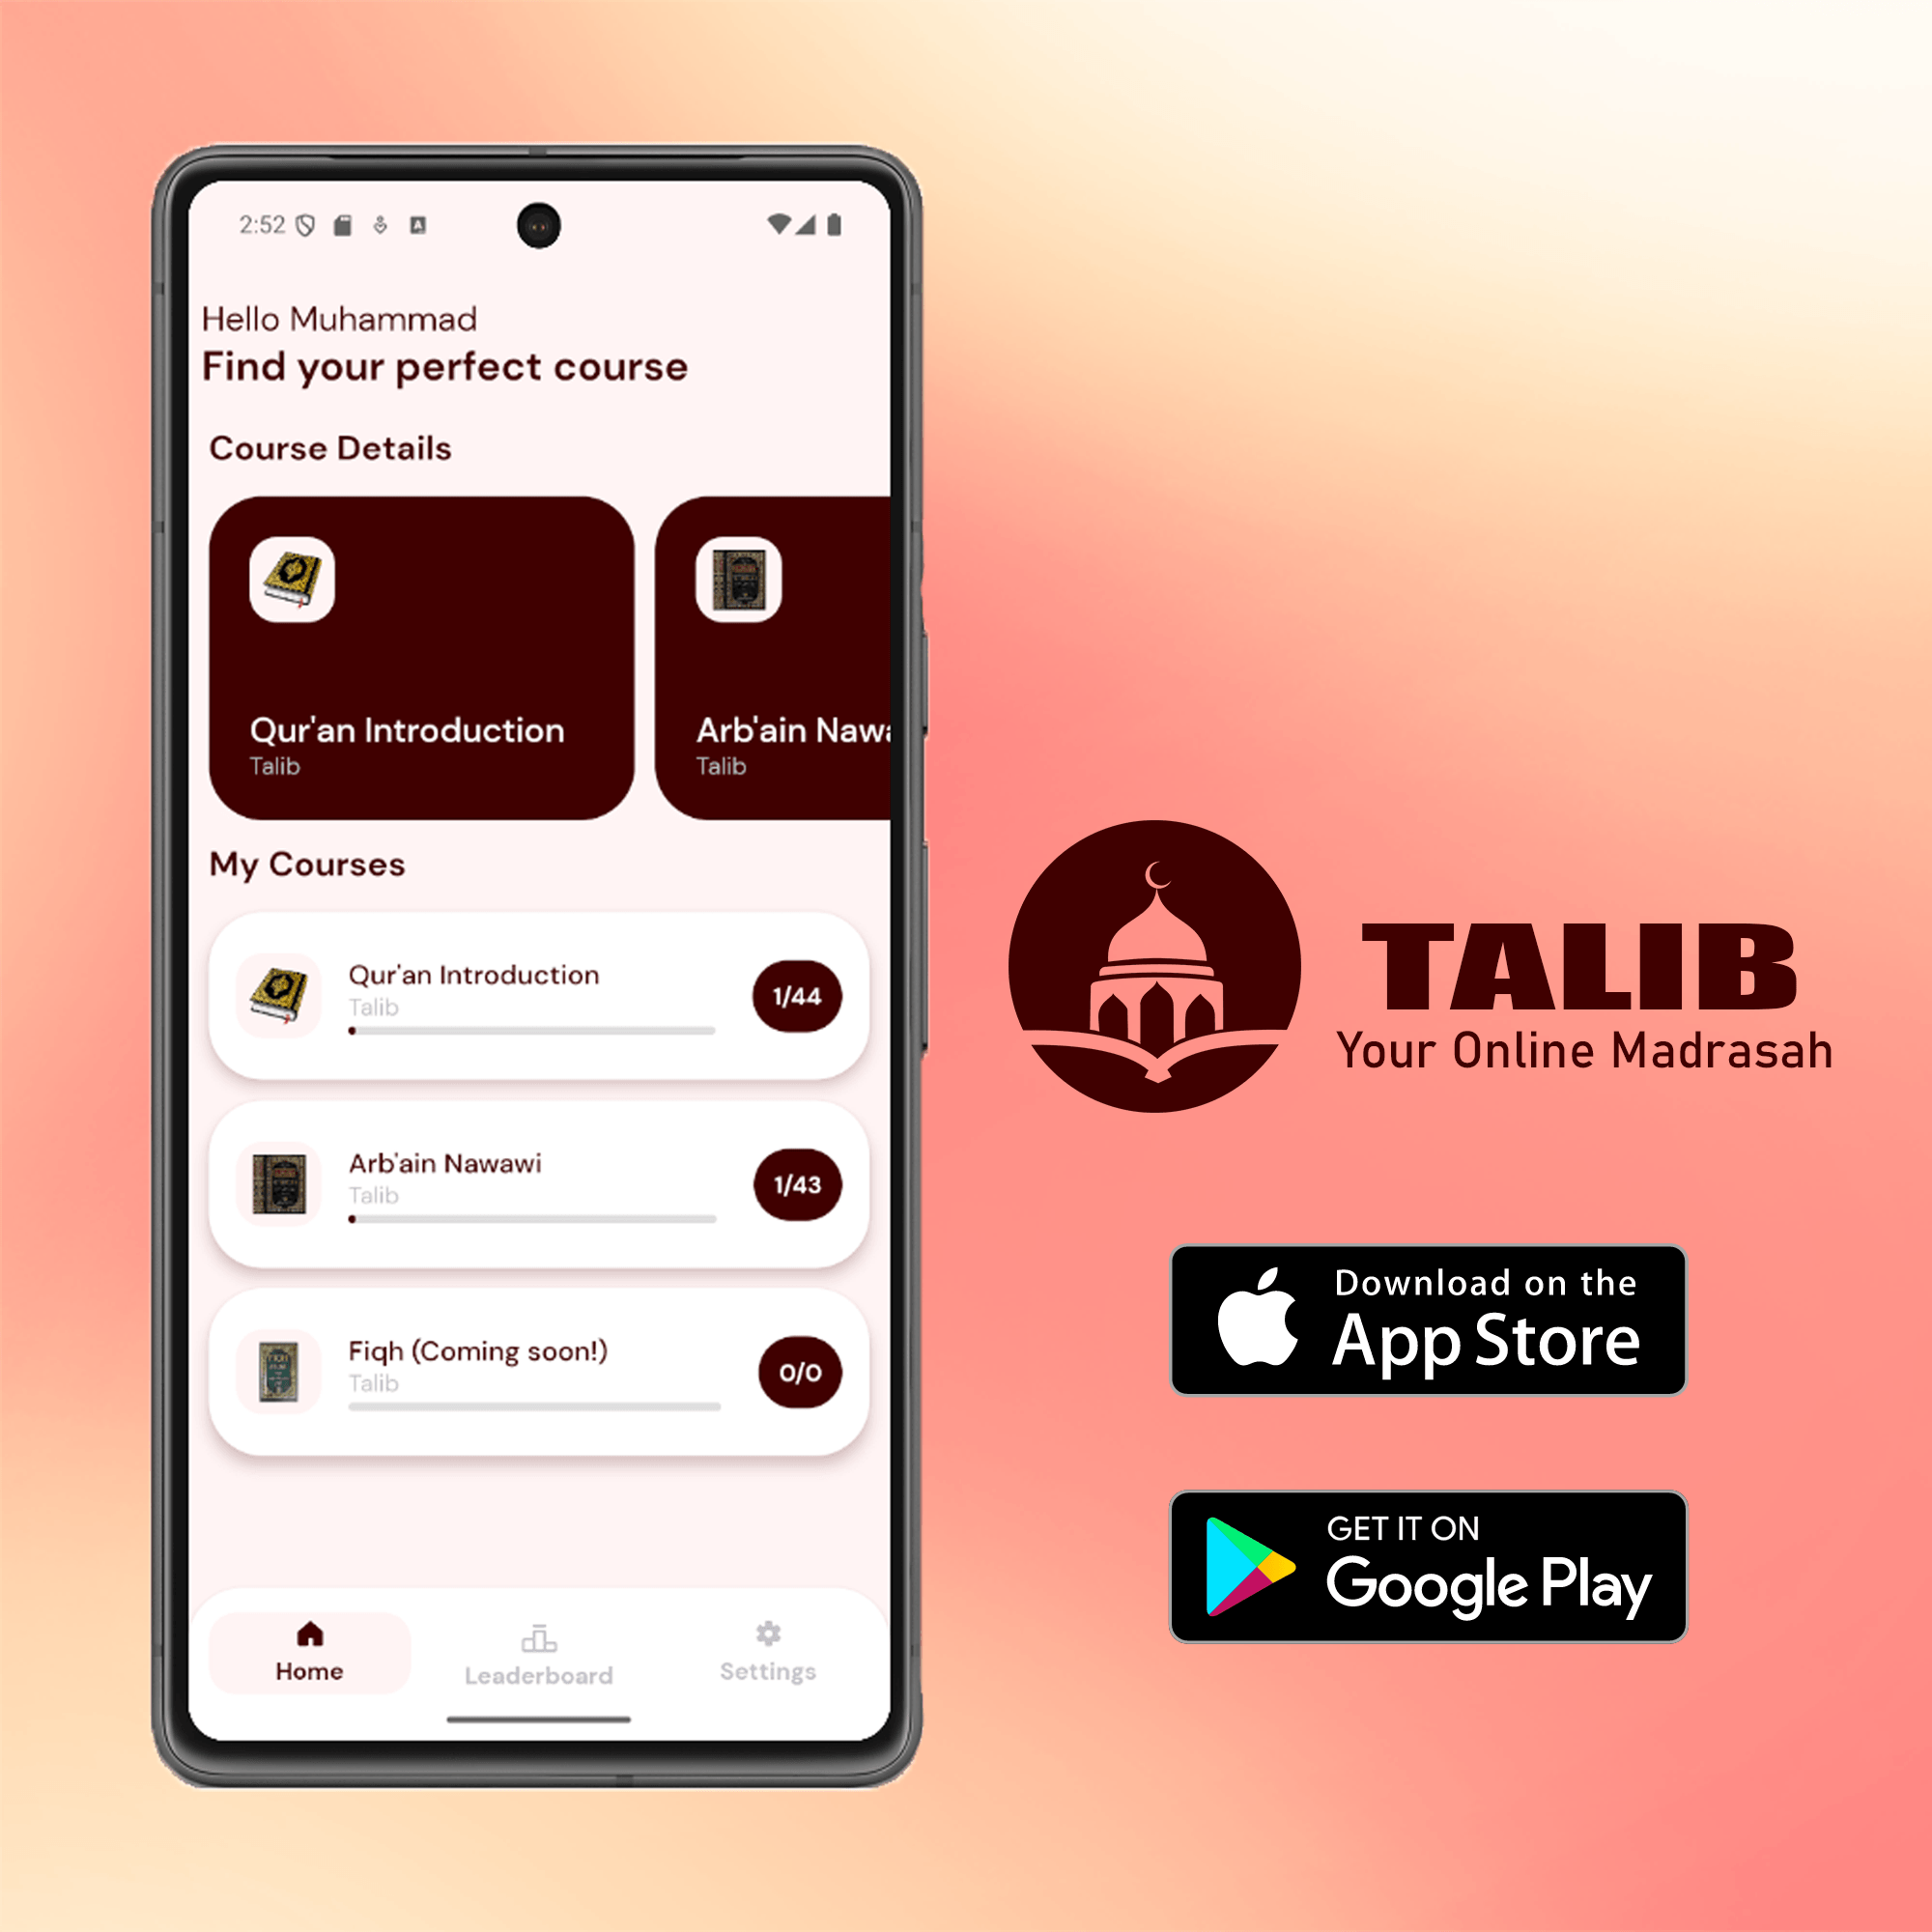 2:52
Hello Muhammad
Find your perfect course
Course Details
Qur'an Introduction
Talib
Arb'ain Nawa
Talib
My Courses
Qur'an Introduction
Talib
1/44
Arb'ain Nawawi
Talib
1/43
Fiqh (Coming soon!)
Talib
0/0
Home
Leaderboard
Settings
TALIB
Your Online Madrasah
Download on the
App Store
GET IT ON
Google Play